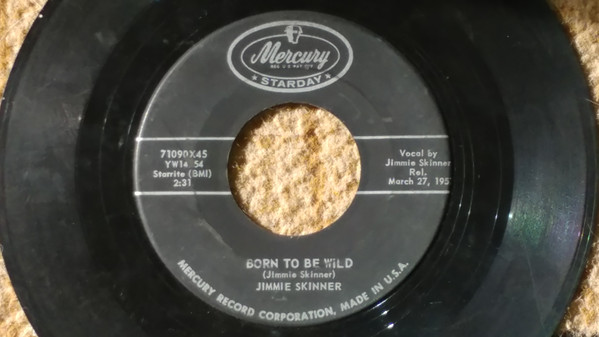 Mercury
★ STARDAY ★
71090X45
YW14 54
Starrite (BMI)
2:31
Vocal by
Jimmie Skinner
Rel.
March 27, 195
BORN TO BE WILD
(Jimmie Skinner)
JIMMIE SKINNER
MERCURY RECORD CORPORATION, MADE IN U.S.A.